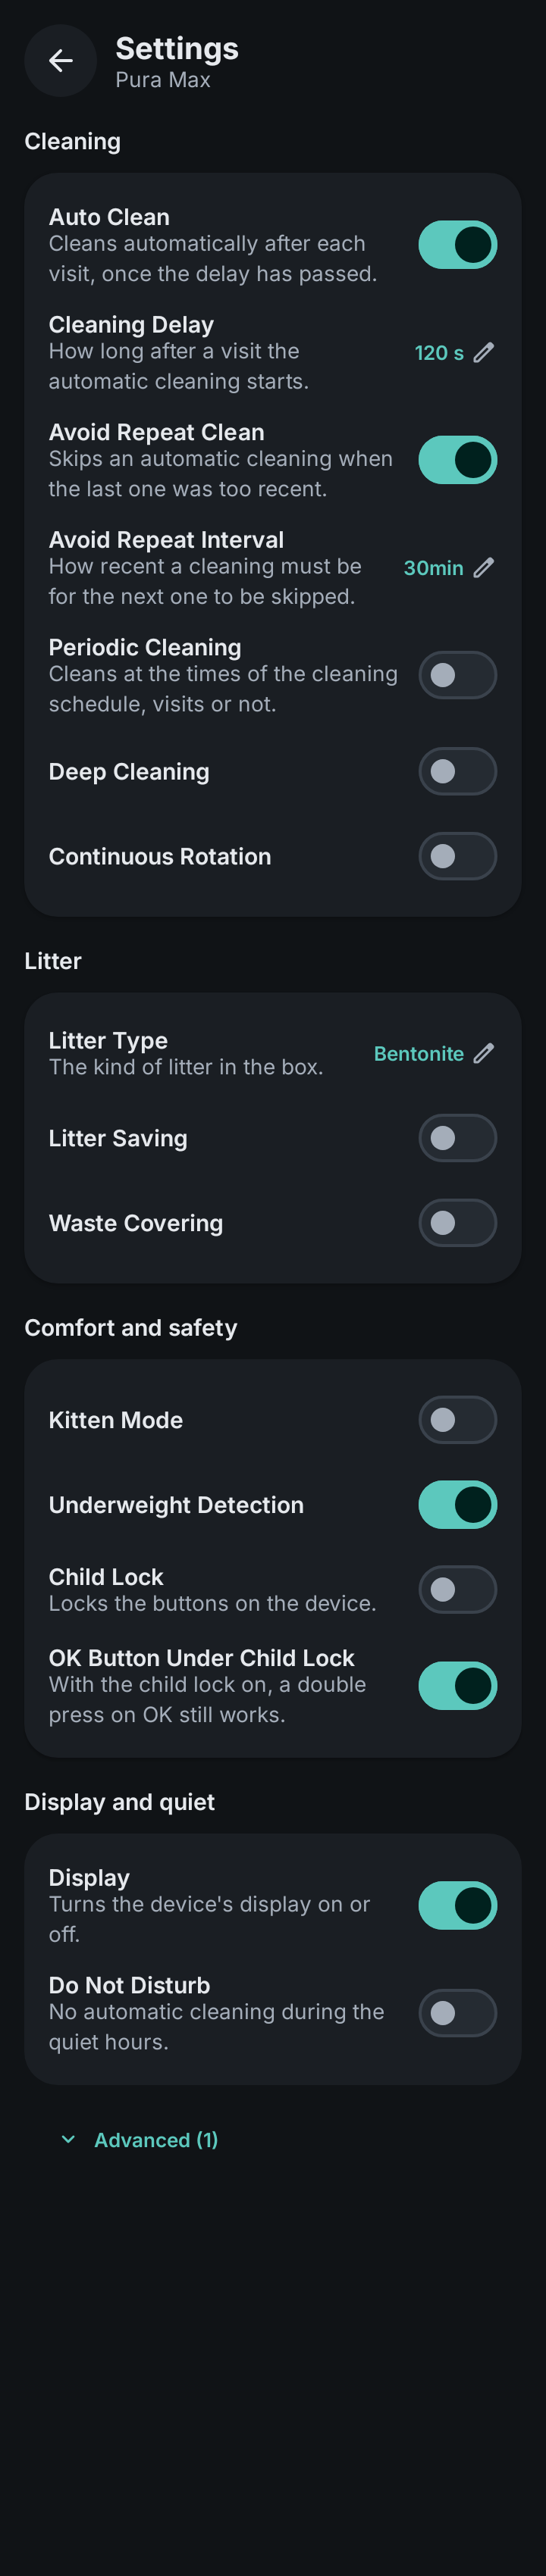 Settings
Pura Max
Cleaning
Auto Clean
Cleans automatically after each
visit, once the delay has passed.
Cleaning Delay
How long after a visit the
automatic cleaning starts.
120 s
Avoid Repeat Clean
Skips an automatic cleaning when
the last one was too recent.
Avoid Repeat Interval
How recent a cleaning must be
for the next one to be skipped.
30min
Periodic Cleaning
Cleans at the times of the cleaning
schedule, visits or not.
Deep Cleaning
Continuous Rotation
Litter
Litter Type
The kind of litter in the box.
Bentonite
Litter Saving
Waste Covering
Comfort and safety
Kitten Mode
Underweight Detection
Child Lock
Locks the buttons on the device.
OK Button Under Child Lock
With the child lock on, a double
press on OK still works.
Display and quiet
Display
Turns the device's display on or
off.
Do Not Disturb
No automatic cleaning during the
quiet hours.
Advanced (1)